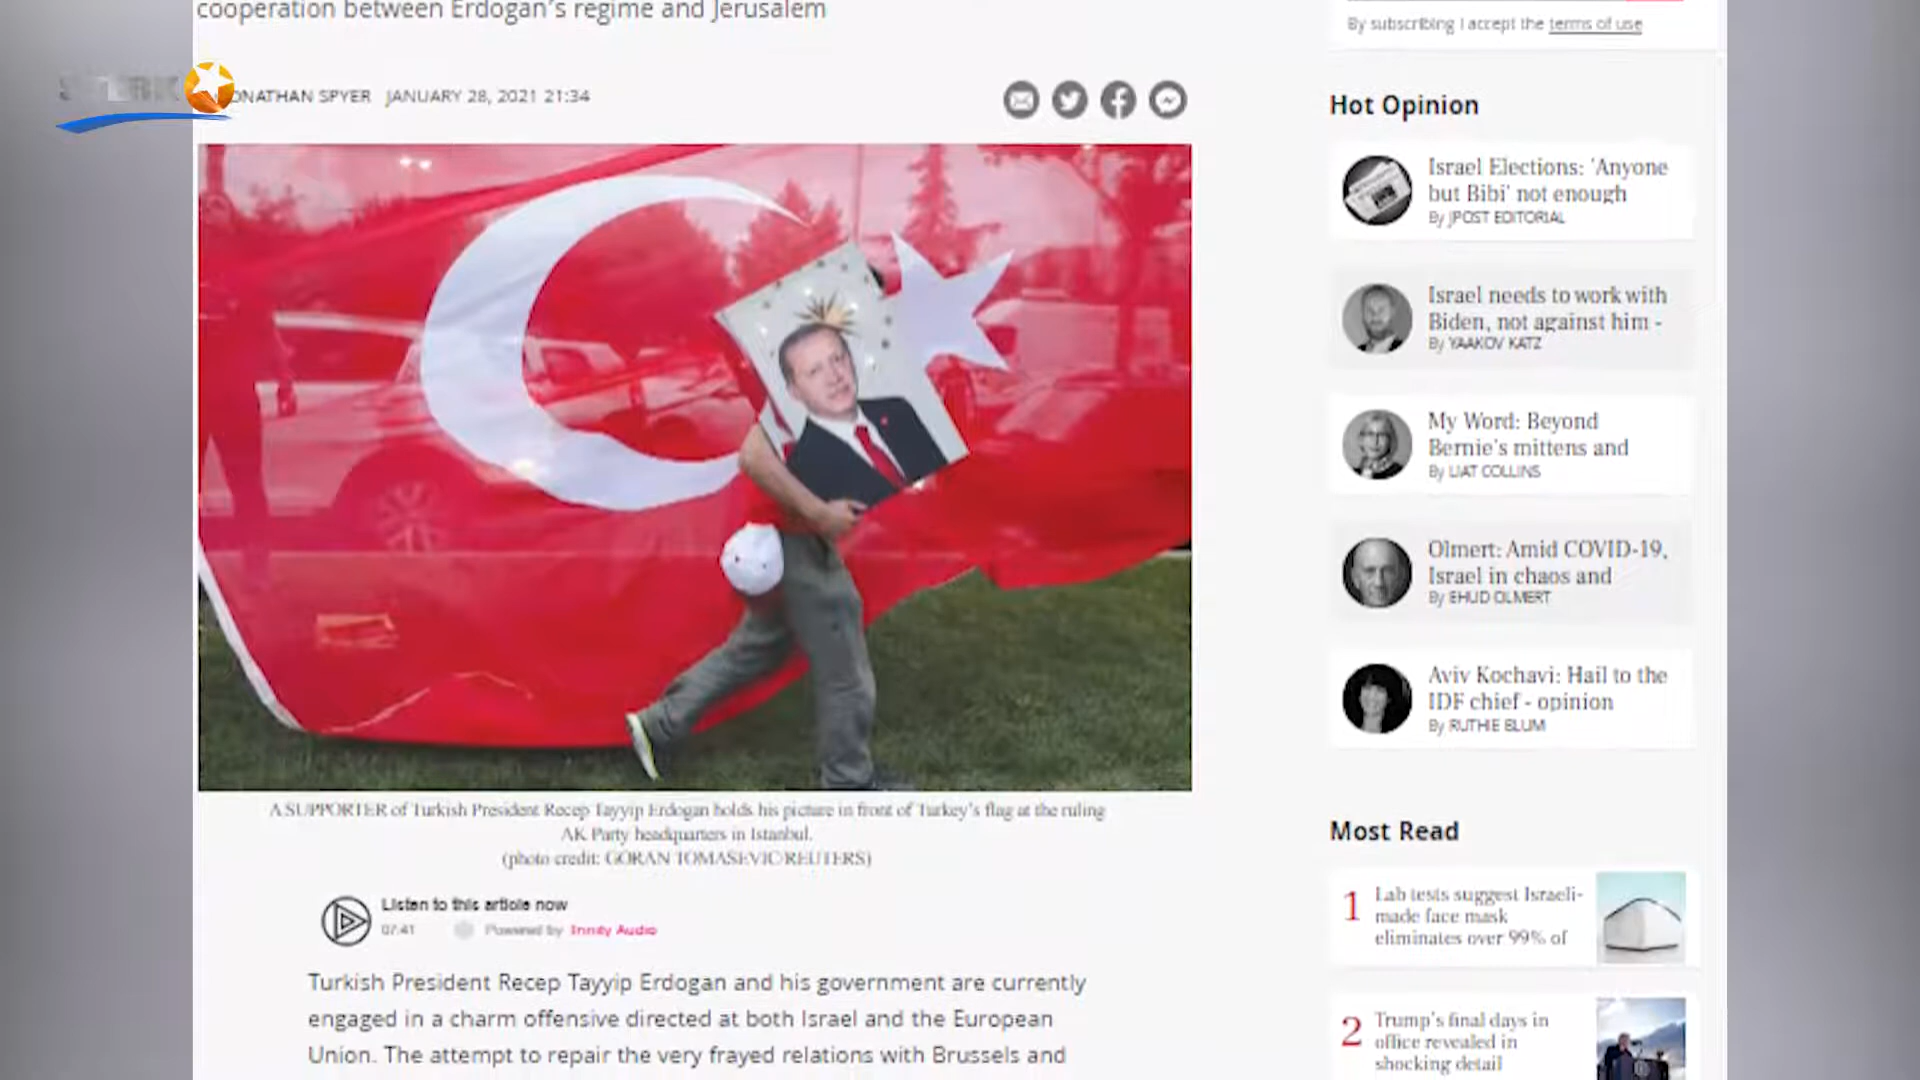 cooperation between Erdogan's regime and Jerusalem
ONATHAN SPYER JANUARY 28, 2021 21:34
A SUPPORTER of Turkish President Recep Tayyip Erdogan holds his picture in front of Turkey's flag at the ruling
AK Party headquarters in Istanbul.
(photo credit: GORAN TOMASEVIC/REUTERS)
Listen to this article now
07:41 Powered by Trinity Audio
Turkish President Recep Tayyip Erdogan and his government are currently
engaged in a charm offensive directed at both Israel and the European
Union. The attempt to repair the very frayed relations with Brussels and
By subscribing I accept the terms of use
Hot Opinion
Israel Elections: 'Anyone
but Bibi' not enough
By JPOST EDITORIAL
Israel needs to work with
Biden, not against him -
By YAAKOV KATZ
My Word: Beyond
Bernie's mittens and
By LIAT COLLINS
Olmert: Amid COVID-19,
Israel in chaos and
By EHUD OLMERT
Aviv Kochavi: Hail to the
IDF chief - opinion
By RUTHIE BLUM
Most Read
1 Lab tests suggest Israeli-
made face mask
eliminates over 99% of
2 Trump's final days in
office revealed in
shocking detail